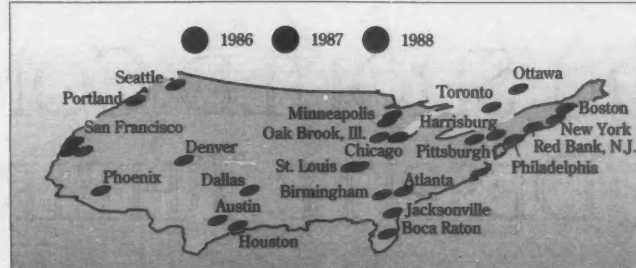 1986 1987 1988
Ottawa
Seattle
Toronto
Portland
Boston
Minneapolis
Harrisburg
New York
San Francisco
Oak Brook, Ill.
Red Bank, N.J.
Chicago
Pittsburgh
Denver
St. Louis
Philadelphia
Atlanta
Phoenix
Dallas
Birmingham
Jacksonville
Austin
Boca Raton
Houston